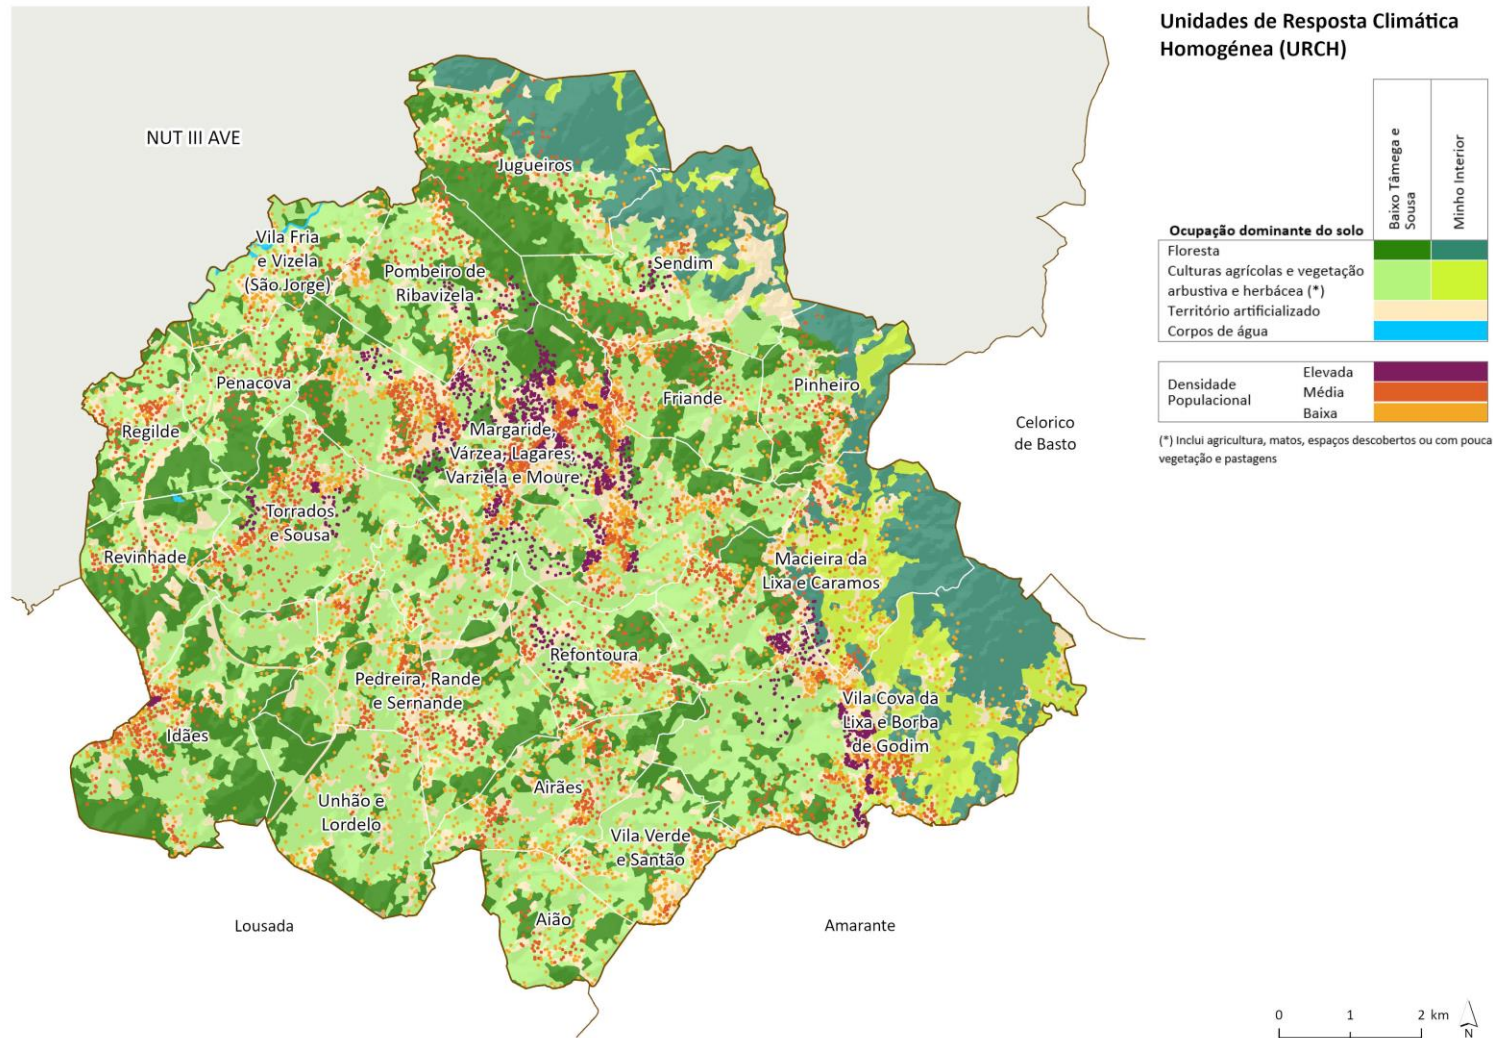 Unidades de Resposta Climática
Homogénea (URCH)
Baixo Tâmega e
Sousa
Minho Interior
Ocupação dominante do solo
Floresta
Culturas agrícolas e vegetação
arbustiva e herbácea (*)
Território artificializado
Corpos de água
Densidade
Populacional
Elevada
Média
Baixa
(*) Inclui agricultura, matos, espaços descobertos ou com pouca
vegetação e pastagens
NUT III AVE
Jugueiros
Vila Fria
e Vizela
(São Jorge)
Pombeiro de
Ribavizela
Sendim
Penacova
Pinheiro
Friande
Regilde
Margaride,
Várzea, Lagares,
Varziela e Moure
Celorico
de Basto
Torrados
e Sousa
Revinhade
Macieira da
Lixa e Caramos
Refontoura
Pedreira, Rande
e Sernande
Vila Cova da
Lixa e Borba
de Godim
Idães
Airães
Unhão e
Lordelo
Vila Verde
e Santão
Aião
Lousada
Amarante
0 1 2 km
N